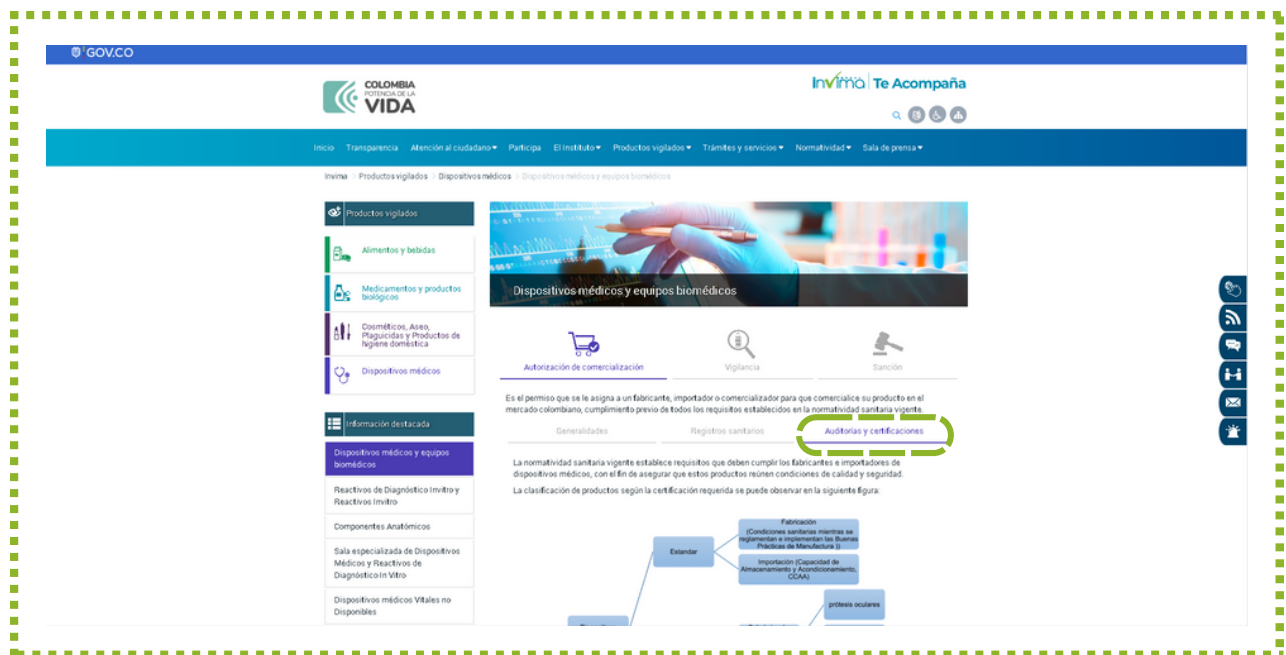 GOV.CO
COLOMBIA
POTENCIA DE LA
VIDA
invima Te Acompaña
Inicio Transparencia Atención al ciudadano Participa El Instituto Productos vigilados Trámites y servicios Normatividad Sala de prensa
Invima > Productos vigilados > Dispositivos médicos > Dispositivos médicos y equipos biomédicos
Productos vigilados
Alimentos y bebidas
Medicamentos y productos
biológicos
Cosméticos, Aseo,
Plaguicidas y Productos de
higiene doméstica
Dispositivos médicos
Información destacada
Dispositivos médicos y equipos
biomédicos
Reactivos de Diagnóstico Invitro y
Reactivos Invitro
Componentes Anatómicos
Sala especializada de Dispositivos
Médicos y Reactivos de
Diagnóstico In Vitro
Dispositivos médicos Vitales no
Disponibles
Dispositivos médicos y equipos biomédicos
Autorización de comercialización
Vigilancia
Sanción
Es el permiso que se le asigna a un fabricante, importador o comercializador para que comercialice su producto en el
mercado colombiano, cumplimiento previo de todos los requisitos establecidos en la normatividad sanitaria vigente.
Generalidades
Registros sanitarios
Auditorías y certificaciones
La normatividad sanitaria vigente establece requisitos que deben cumplir los fabricantes e importadores de
dispositivos médicos, con el fin de asegurar que estos productos reúnen condiciones de calidad y seguridad.
La clasificación de productos según la certificación requerida se puede observar en la siguiente figura:
Estandar
Fabricación
(Condiciones sanitarias mientras se
reglamentan e implementan las Buenas
Prácticas de Manufactura ))
Importación (Capacidad de
Almacenamiento y Acondicionamiento,
CCAA)
prótesis oculares